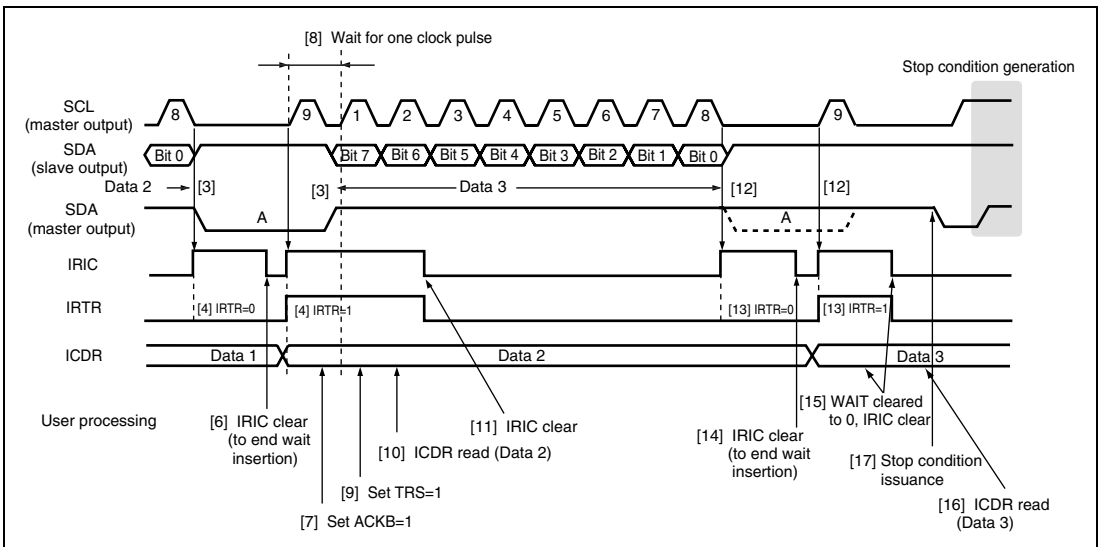 [8] Wait for one clock pulse
Stop condition generation
SCL
(master output)
8 9 1 2 3 4 5 6 7 8 9
SDA
(slave output)
Bit 0 Bit 7 Bit 6 Bit 5 Bit 4 Bit 3 Bit 2 Bit 1 Bit 0
Data 2 [3] [3] Data 3 [12] [12]
SDA
(master output)
A A
IRIC
IRTR
[4] IRTR=0 [4] IRTR=1 [13] IRTR=0 [13] IRTR=1
ICDR
Data 1 Data 2 Data 3
User processing
[6] IRIC clear
(to end wait
insertion)
[7] Set ACKB=1
[9] Set TRS=1
[10] ICDR read (Data 2)
[11] IRIC clear
[14] IRIC clear
(to end wait
insertion)
[15] WAIT cleared
to 0, IRIC clear
[17] Stop condition
issuance
[16] ICDR read
(Data 3)